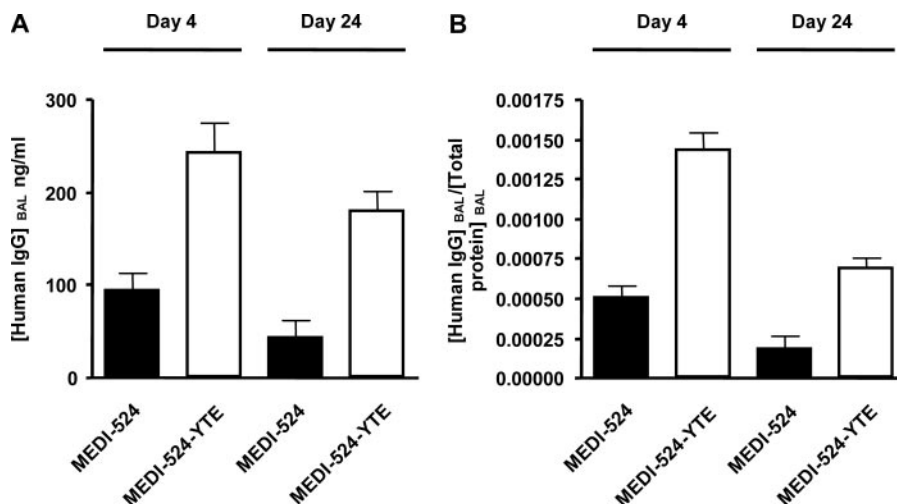 A
Day 4
Day 24
[Human IgG] BAL ng/ml
300
200
100
0
MEDI-524
MEDI-524-YTE
MEDI-524
MEDI-524-YTE
B
Day 4
Day 24
[Human IgG] BAL/[Total
protein] BAL
0.00175
0.00150
0.00125
0.00100
0.00075
0.00050
0.00025
0.00000
MEDI-524
MEDI-524-YTE
MEDI-524
MEDI-524-YTE